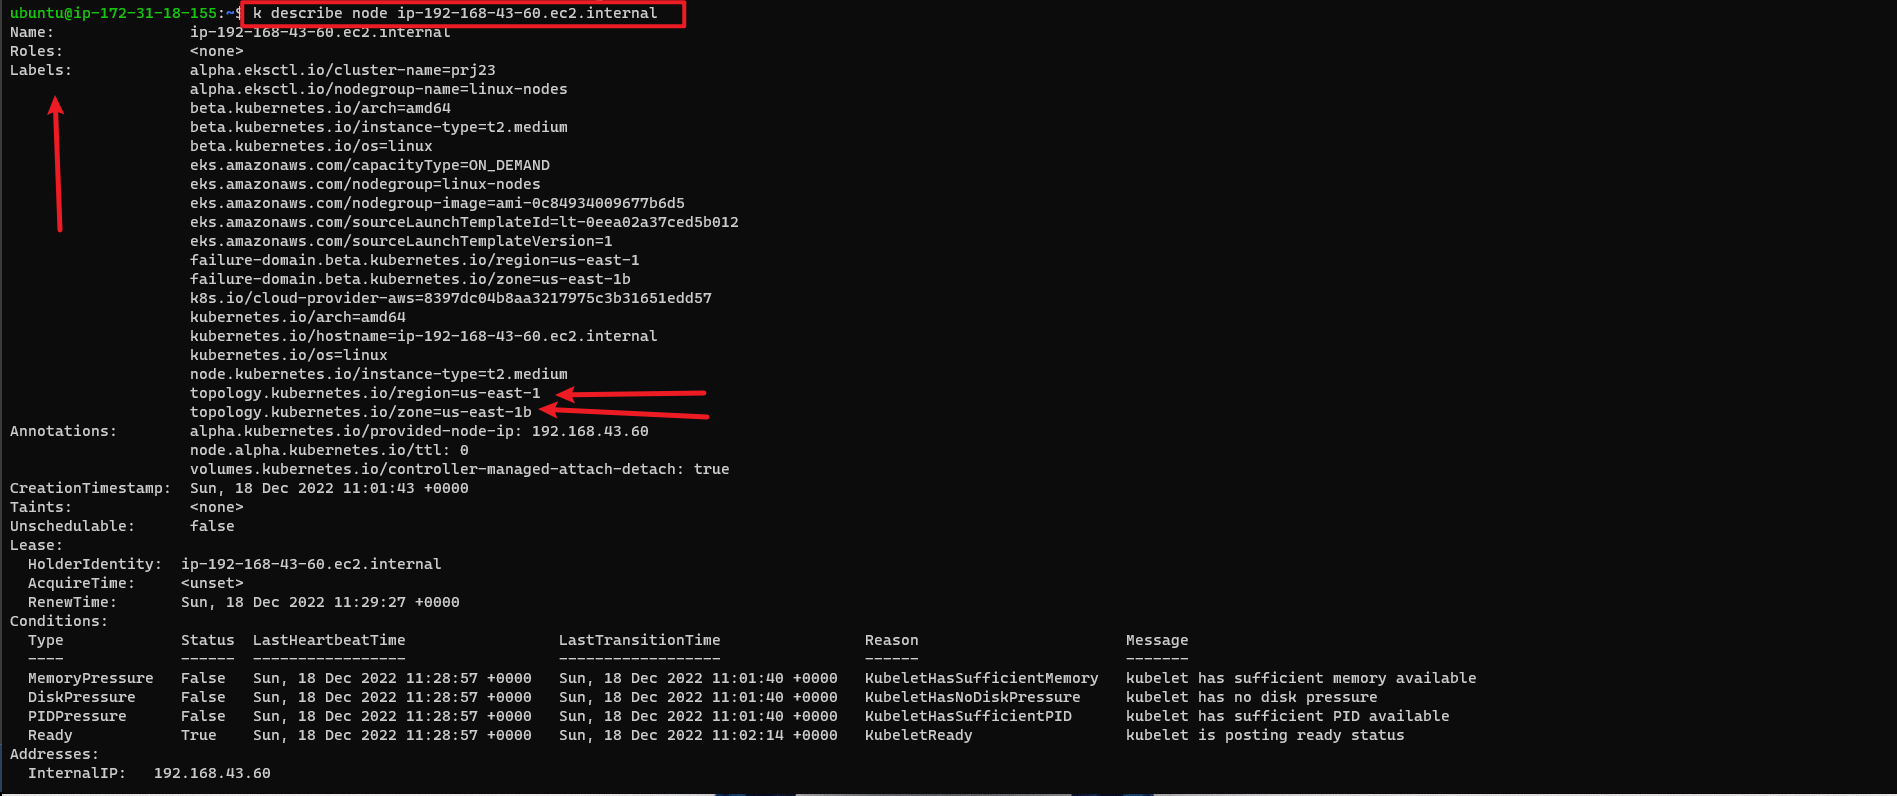 ubuntu@ip-172-31-18-155:~$ k describe node ip-192-168-43-60.ec2.internal
Name:               ip-192-168-43-60.ec2.internal
Roles:              <none>
Labels:             alpha.eksctl.io/cluster-name=prj23
                    alpha.eksctl.io/nodegroup-name=linux-nodes
                    beta.kubernetes.io/arch=amd64
                    beta.kubernetes.io/instance-type=t2.medium
                    beta.kubernetes.io/os=linux
                    eks.amazonaws.com/capacityType=ON_DEMAND
                    eks.amazonaws.com/nodegroup=linux-nodes
                    eks.amazonaws.com/nodegroup-image=ami-0c84934009677b6d5
                    eks.amazonaws.com/sourceLaunchTemplateId=lt-0eea02a37ced5b012
                    eks.amazonaws.com/sourceLaunchTemplateVersion=1
                    failure-domain.beta.kubernetes.io/region=us-east-1
                    failure-domain.beta.kubernetes.io/zone=us-east-1b
                    k8s.io/cloud-provider-aws=8397dc04b8aa3217975c3b31651edd57
                    kubernetes.io/arch=amd64
                    kubernetes.io/hostname=ip-192-168-43-60.ec2.internal
                    kubernetes.io/os=linux
                    node.kubernetes.io/instance-type=t2.medium
                    topology.kubernetes.io/region=us-east-1
                    topology.kubernetes.io/zone=us-east-1b
Annotations:        alpha.kubernetes.io/provided-node-ip: 192.168.43.60
                    node.alpha.kubernetes.io/ttl: 0
                    volumes.kubernetes.io/controller-managed-attach-detach: true
CreationTimestamp:  Sun, 18 Dec 2022 11:01:43 +0000
Taints:             <none>
Unschedulable:      false
Lease:
  HolderIdentity:  ip-192-168-43-60.ec2.internal
  AcquireTime:     <unset>
  RenewTime:       Sun, 18 Dec 2022 11:29:27 +0000
Conditions:
  Type             Status  LastHeartbeatTime                 LastTransitionTime                Reason                       Message
  ----             ------  -----------------                 ------------------                ------                       -------
  MemoryPressure   False   Sun, 18 Dec 2022 11:28:57 +0000   Sun, 18 Dec 2022 11:01:40 +0000   KubeletHasSufficientMemory   kubelet has sufficient memory available
  DiskPressure     False   Sun, 18 Dec 2022 11:28:57 +0000   Sun, 18 Dec 2022 11:01:40 +0000   KubeletHasNoDiskPressure     kubelet has no disk pressure
  PIDPressure      False   Sun, 18 Dec 2022 11:28:57 +0000   Sun, 18 Dec 2022 11:01:40 +0000   KubeletHasSufficientPID      kubelet has sufficient PID available
  Ready            True    Sun, 18 Dec 2022 11:28:57 +0000   Sun, 18 Dec 2022 11:02:14 +0000   KubeletReady                 kubelet is posting ready status
Addresses:
  InternalIP:   192.168.43.60